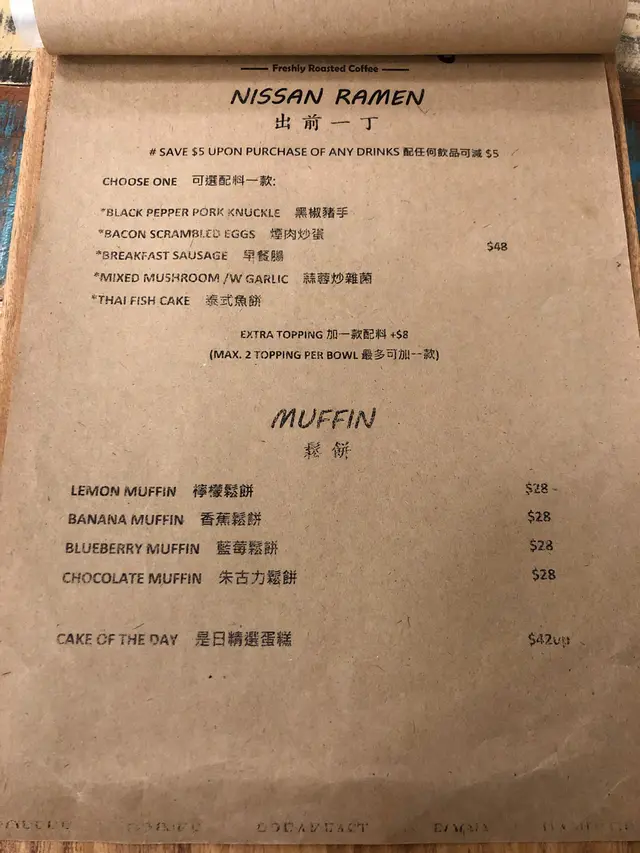 Freshly Roasted Coffee
NISSAN RAMEN
出前一丁
# SAVE $5 UPON PURCHASE OF ANY DRINKS 配任何飲品可減 $5
CHOOSE ONE 可選配料一款:
*BLACK PEPPER PORK KNUCKLE 黑椒豬手
*BACON SCRAMBLED EGGS 煙肉炒蛋
$48
*BREAKFAST SAUSAGE 早餐腸
*MIXED MUSHROOM /W GARLIC 蒜蓉炒雜菌
*THAI FISH CAKE 泰式魚餅
EXTRA TOPPING 加一款配料 +$8
(MAX. 2 TOPPING PER BOWL 最多可加一款)
MUFFIN
鬆餅
LEMON MUFFIN 檸檬鬆餅 $28
BANANA MUFFIN 香蕉鬆餅 $28
BLUEBERRY MUFFIN 藍莓鬆餅 $28
CHOCOLATE MUFFIN 朱古力鬆餅 $28
CAKE OF THE DAY 是日精選蛋糕 $42up
BREAKFAST